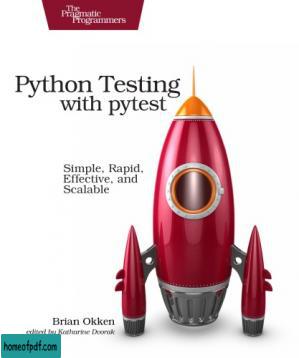 The
Pragmatic
Programmers
Python Testing
with pytest
Simple, Rapid,
Effective, and
Scalable
Brian Okken
edited by Katharine Dvorak
homeofpdf.com